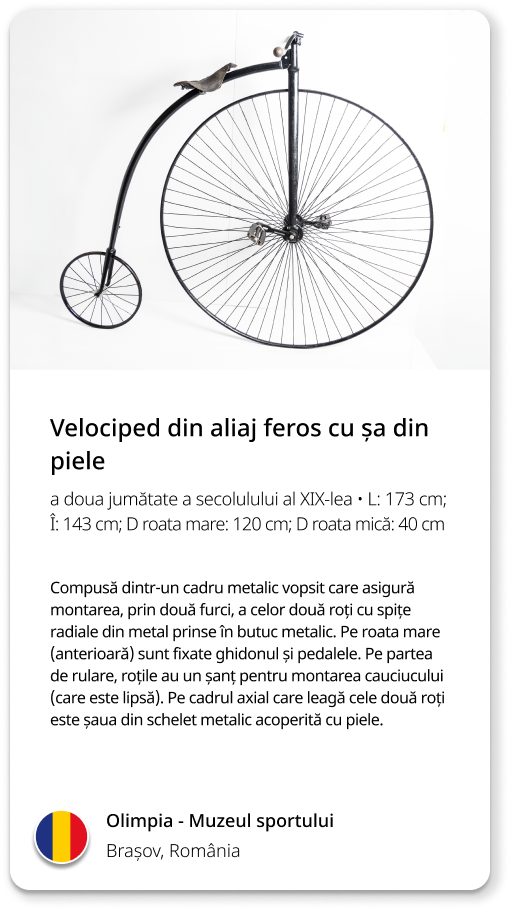 Velociped din aliaj feros cu șa din
piele
a doua jumătate a secolulului al XIX-lea • L: 173 cm;
Î: 143 cm; D roata mare: 120 cm; D roata mică: 40 cm
Compusă dintr-un cadru metalic vopsit care asigură
montarea, prin două furci, a celor două roți cu spițe
radiale din metal prinse în butuc metalic. Pe roata mare
(anterioară) sunt fixate ghidonul și pedalele. Pe partea
de rulare, roțile au un șanț pentru montarea cauciucului
(care este lipsă). Pe cadrul axial care leagă cele două roți
este șaua din schelet metalic acoperită cu piele.
Olimpia - Muzeul sportului
Brașov, România